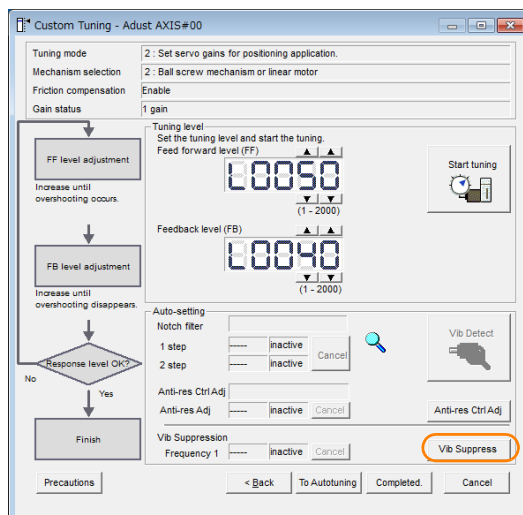 Custom Tuning - Adust AXIS#00
Tuning mode 2 : Set servo gains for positioning application.
Mechanism selection 2 : Ball screw mechanism or linear motor
Friction compensation Enable
Gain status 1 gain
FF level adjustment
Increase until
overshooting occurs.
FB level adjustment
Increase until
overshooting disappears.
Response level OK?
No
Yes
Finish
Tuning level
Set the tuning level and start the tuning.
Feed forward level (FF)
L0050
(1 - 2000)
Feedback level (FB)
L0040
(1 - 2000)
Start tuning
Auto-setting
Notch filter
1 step ----- inactive
2 step ----- inactive
Cancel
Vib Detect
Anti-res Ctrl Adj
Anti-res Adj ----- inactive Cancel
Anti-res Ctrl Adj
Vib Suppression
Frequency 1 ----- inactive Cancel
Vib Suppress
Precautions < Back To Autotuning Completed. Cancel